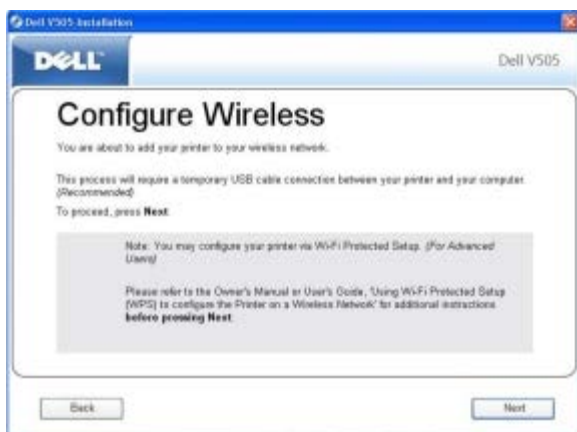 Dell V505 Installation
DELL
Dell V505
Configure Wireless
You are about to add your printer to your wireless network.
This process will require a temporary USB cable connection between your printer and your computer.
(Recommended)
To proceed, press Next.
Note: You may configure your printer via Wi-Fi Protected Setup. (For Advanced
Users)
Please refer to the Owner's Manual or User's Guide, 'Using Wi-Fi Protected Setup
(WPS) to configure the Printer on a Wireless Network' for additional instructions
before pressing Next.
Back
Next